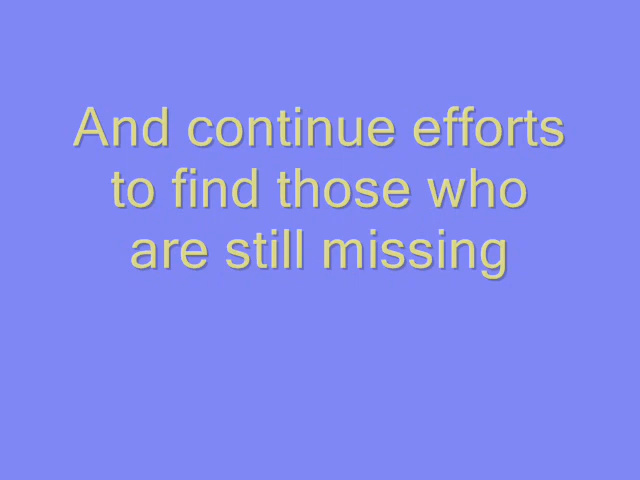 And continue efforts
to find those who
are still missing